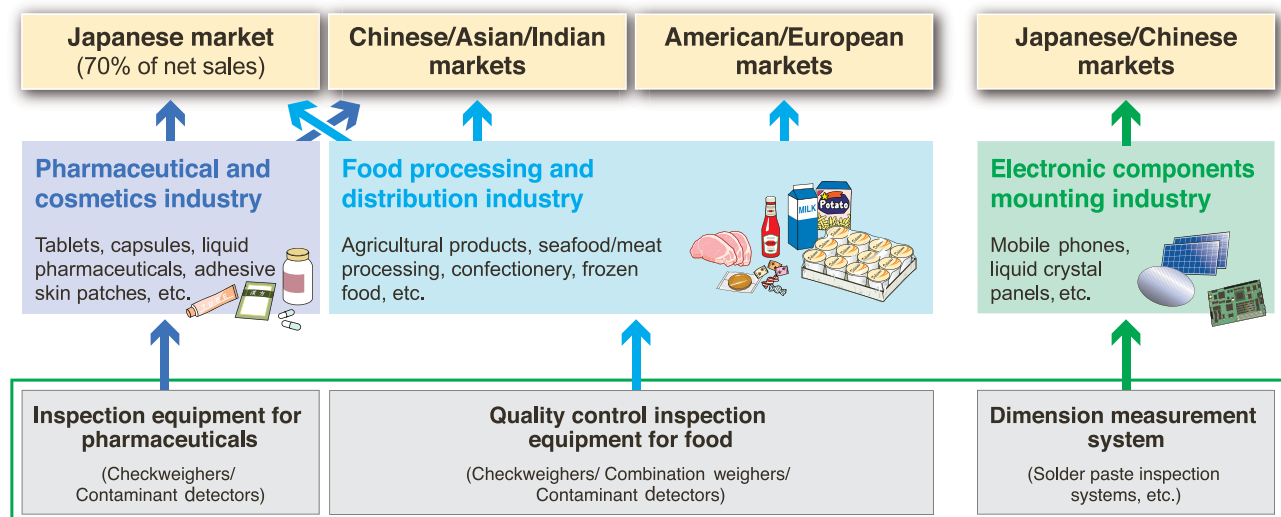 Japanese market
(70% of net sales)
Chinese/Asian/Indian
markets
American/European
markets
Japanese/Chinese
markets
Pharmaceutical and
cosmetics industry
Tablets, capsules, liquid
pharmaceuticals, adhesive
skin patches, etc.
Food processing and
distribution industry
Agricultural products, seafood/meat
processing, confectionery, frozen
food, etc.
MILK
Potato
Electronic components
mounting industry
Mobile phones,
liquid crystal
panels, etc.
Inspection equipment for
pharmaceuticals
(Checkweighers/
Contaminant detectors)
Quality control inspection
equipment for food
(Checkweighers/ Combination weighers/
Contaminant detectors)
Dimension measurement
system
(Solder paste inspection
systems, etc.)